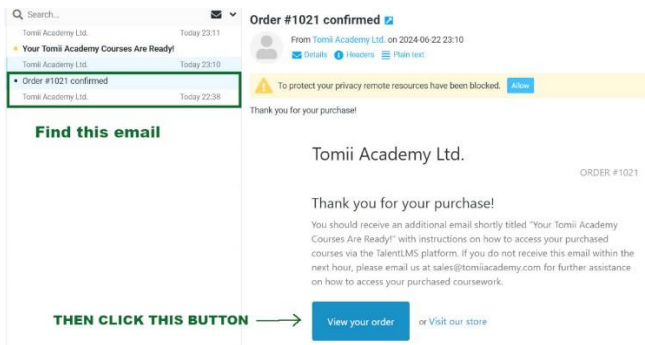 Search...
Tomii Academy Ltd. Today 23:11
Your Tomii Academy Courses Are Ready!
Tomii Academy Ltd. Today 23:10
Order #1021 confirmed
Tomii Academy Ltd. Today 22:38
Find this email
Order #1021 confirmed
From Tomii Academy Ltd. on 2024-06-22 23:10
Details Headers Plain text
To protect your privacy remote resources have been blocked. Allow
Thank you for your purchase!
Tomii Academy Ltd.
ORDER #1021
Thank you for your purchase!
You should receive an additional email shortly titled "Your Tomii Academy
Courses Are Ready!" with instructions on how to access your purchased
courses via the TalentLMS platform. If you do not receive this email within the
next hour, please email us at sales@tomiiacademy.com for further assistance
on how to access your purchased coursework.
THEN CLICK THIS BUTTON
View your order or Visit our store